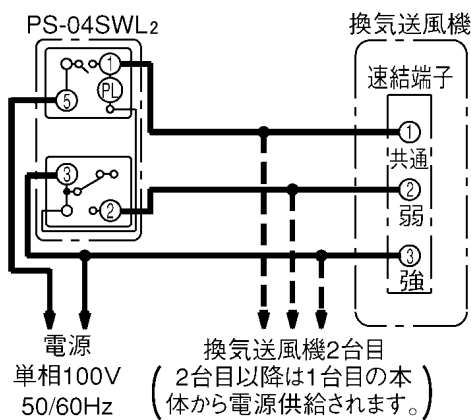 PS-04SWL2
換気送風機
速結端子
1
PL
5
1
共通
3
2
2
弱
3
強
電源
単相100V
50/60Hz
換気送風機2台目
(2台目以降は1台目の本
体から電源供給されます。)